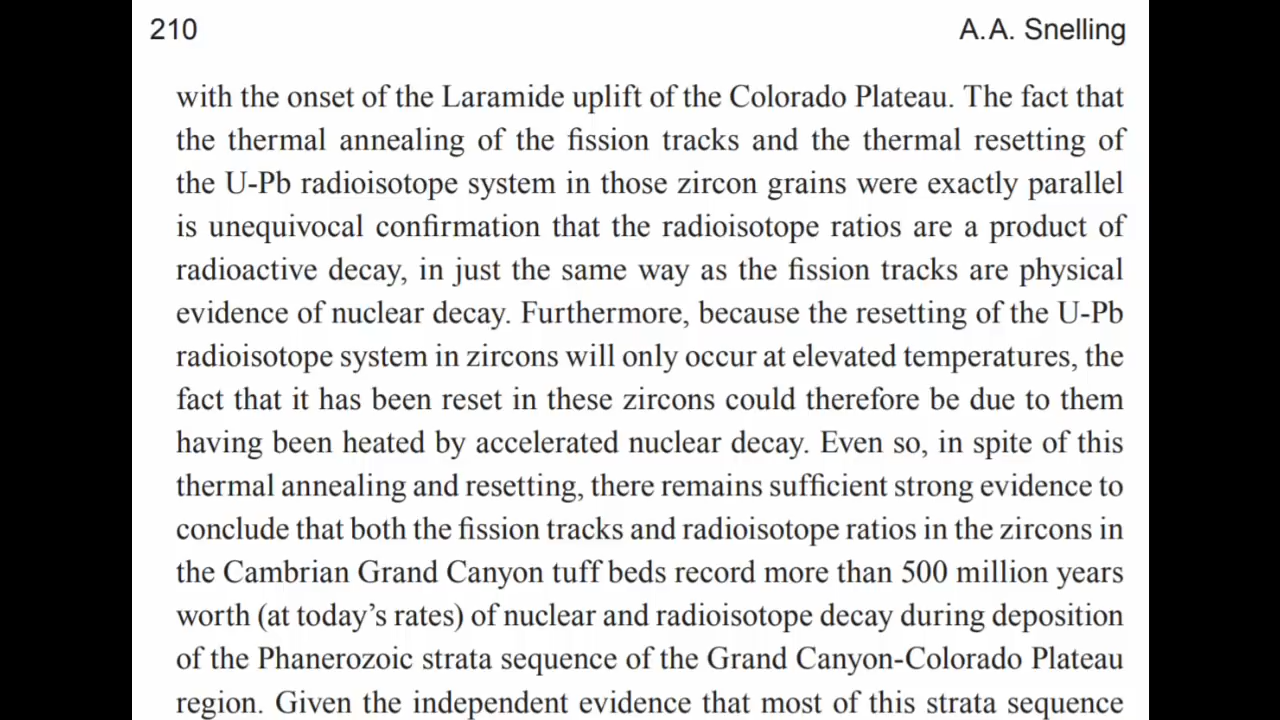 210
A.A. Snelling
with the onset of the Laramide uplift of the Colorado Plateau. The fact that
the thermal annealing of the fission tracks and the thermal resetting of
the U-Pb radioisotope system in those zircon grains were exactly parallel
is unequivocal confirmation that the radioisotope ratios are a product of
radioactive decay, in just the same way as the fission tracks are physical
evidence of nuclear decay. Furthermore, because the resetting of the U-Pb
radioisotope system in zircons will only occur at elevated temperatures, the
fact that it has been reset in these zircons could therefore be due to them
having been heated by accelerated nuclear decay. Even so, in spite of this
thermal annealing and resetting, there remains sufficient strong evidence to
conclude that both the fission tracks and radioisotope ratios in the zircons in
the Cambrian Grand Canyon tuff beds record more than 500 million years
worth (at today’s rates) of nuclear and radioisotope decay during deposition
of the Phanerozoic strata sequence of the Grand Canyon-Colorado Plateau
region. Given the independent evidence that most of this strata sequence